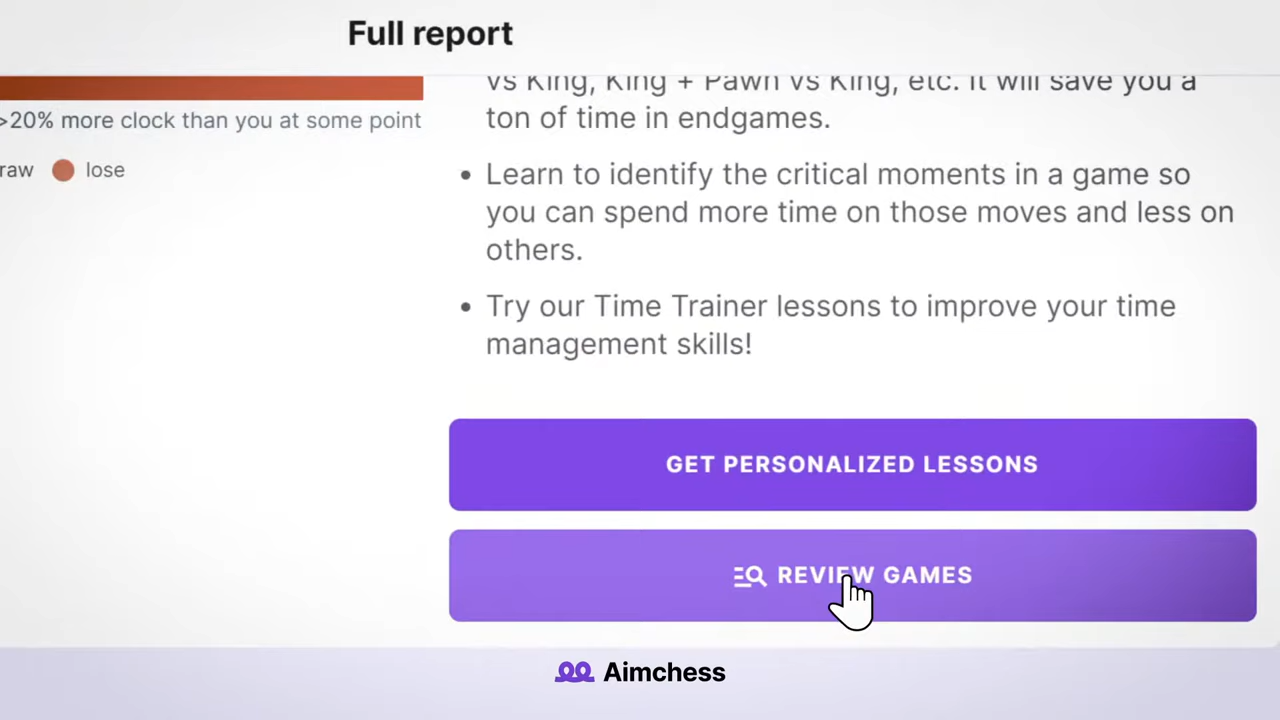 Full report
>20% more clock than you at some point
raw
lose
vs King, King + Pawn vs King, etc. It will save you a
ton of time in endgames.
• Learn to identify the critical moments in a game so
you can spend more time on those moves and less on
others.
• Try our Time Trainer lessons to improve your time
management skills!
GET PERSONALIZED LESSONS
REVIEW GAMES
Aimchess